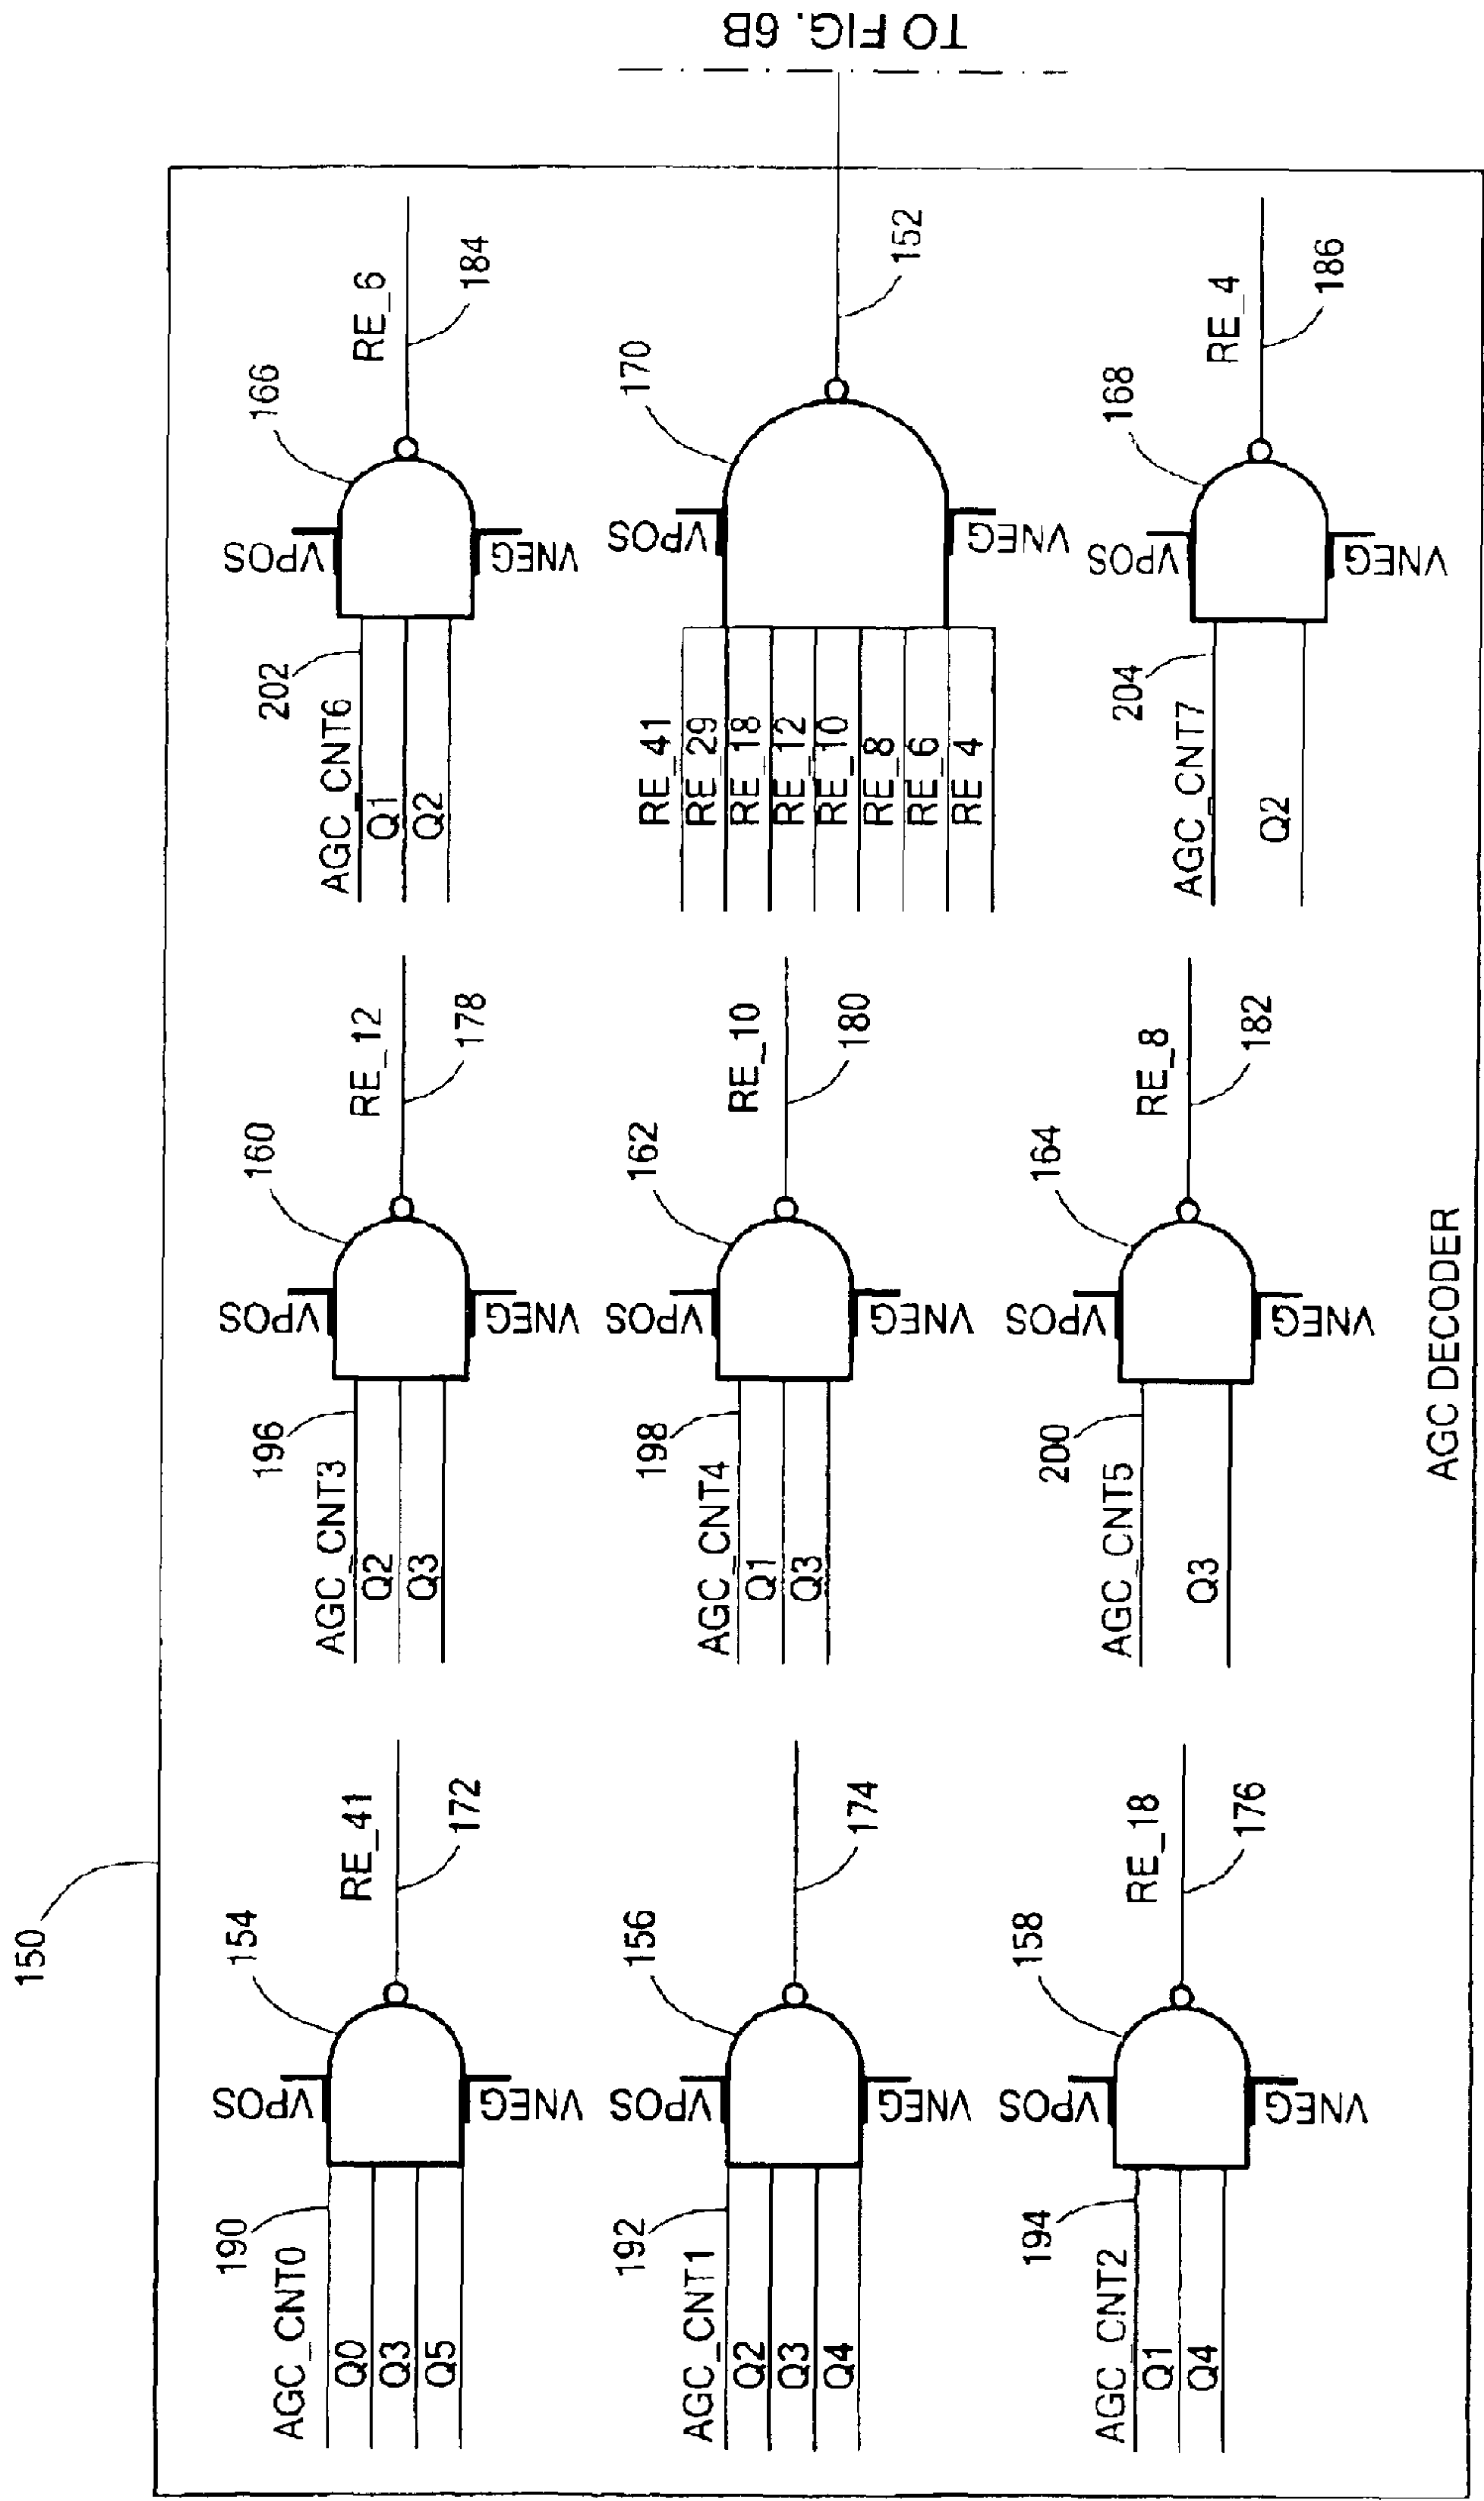 150
190
AGC_CNT0
Q0
Q3
Q5
VPOS
VNEG
154
RE_41
172
192
AGC_CNT1
Q2
Q3
Q4
VPOS
VNEG
156
174
194
AGC_CNT2
Q1
Q4
VPOS
VNEG
158
RE_18
176
196
AGC_CNT3
Q2
Q3
VPOS
VNEG
160
RE_12
178
198
AGC_CNT4
Q1
Q3
VPOS
VNEG
162
RE_10
180
200
AGC_CNT5
Q3
VPOS
VNEG
164
RE_8
182
202
AGC_CNT6
Q1
Q2
VPOS
VNEG
166
RE_6
184
RE_41
RE_29
RE_18
RE_12
RE_10
RE_8
RE_6
RE_4
VPOS
VNEG
170
152
204
AGC_CNT7
Q2
VPOS
VNEG
168
RE_4
186
AGC DECODER
TO FIG. 6B